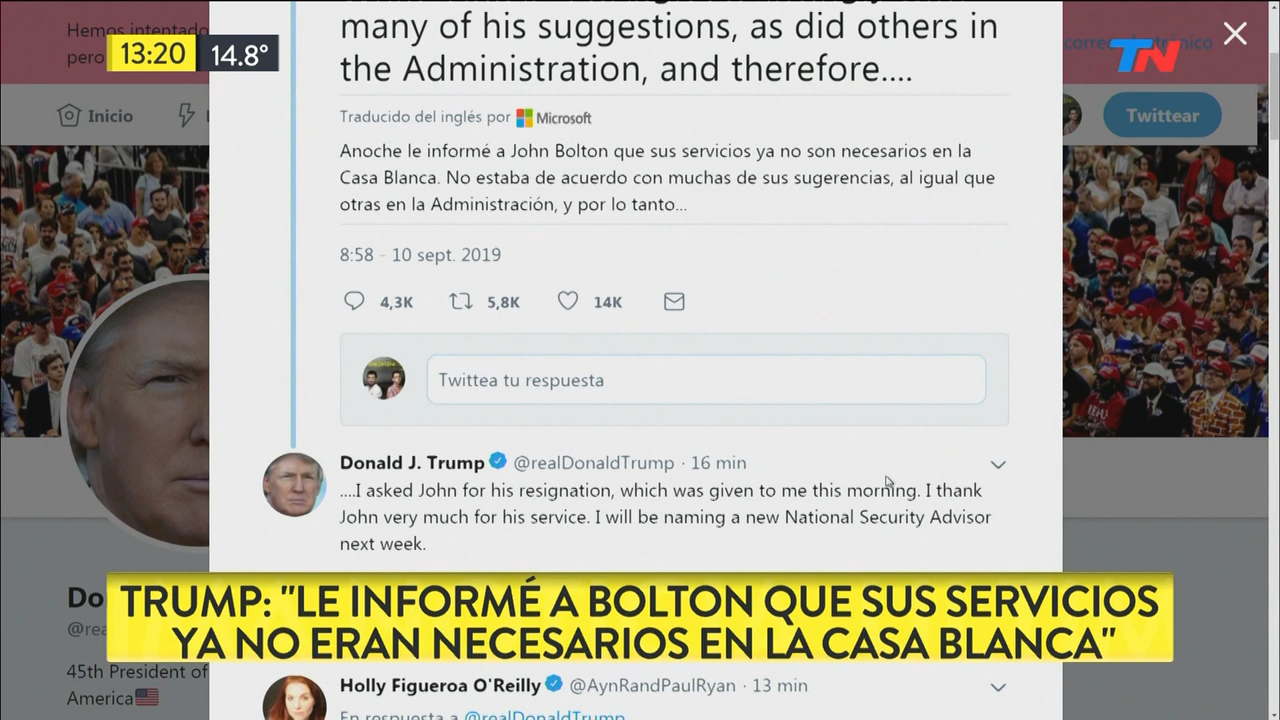 many of his suggestions, as did others in
the Administration, and therefore....
Hemos intentado
pero
13:20 14.8°
correo electrónico
TN
Inicio
Twittear
Traducido del inglés por Microsoft
Anoche le informé a John Bolton que sus servicios ya no son necesarios en la
Casa Blanca. No estaba de acuerdo con muchas de sus sugerencias, al igual que
otras en la Administración, y por lo tanto...
8:58 - 10 sept. 2019
4,3K 5,8K 14K
Twittea tu respuesta
Donald J. Trump @realDonaldTrump · 16 min
....I asked John for his resignation, which was given to me this morning. I thank
John very much for his service. I will be naming a new National Security Advisor
next week.
Do
@rea
45th President of
America
TRUMP: "LE INFORMÉ A BOLTON QUE SUS SERVICIOS
YA NO ERAN NECESARIOS EN LA CASA BLANCA"
Holly Figueroa O'Reilly @AynRandPaulRyan · 13 min
En respuesta a @realDonaldTrump